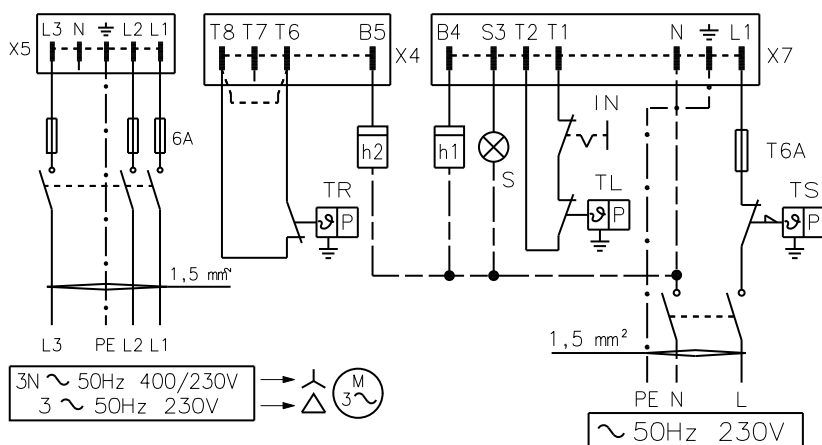 L3 N L2 L1
X5
T8 T7 T6 B5
X4
B4 S3 T2 T1 N L1
X7
6A
h2
h1
S
IN
T6A
TR
ϑ P
TL
ϑ P
TS
ϑ P
1,5 mm²
1,5 mm²
L3 PE L2 L1
3N ~ 50Hz 400/230V
3 ~ 50Hz 230V
M
3~
PE N L
~ 50Hz 230V